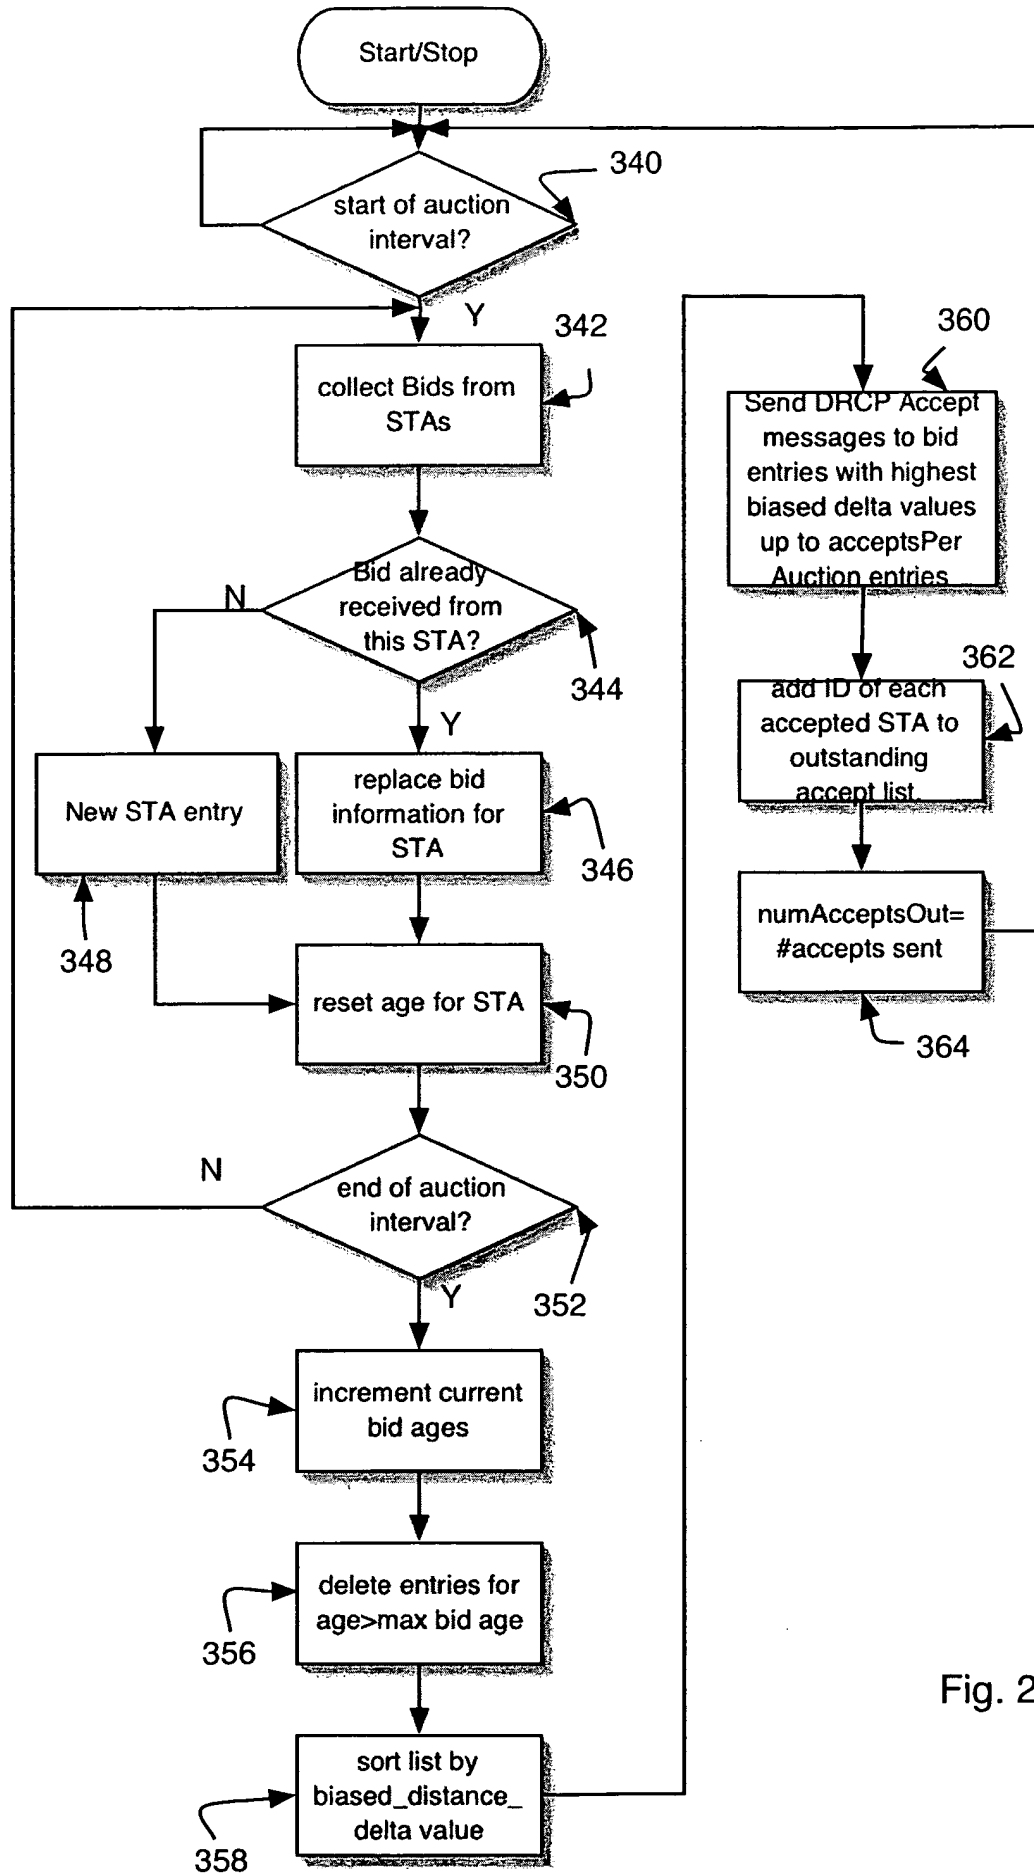 Start/Stop
340
start of auction
interval?
Y
342
collect Bids from
STAs
Bid already
received from
this STA?
N
344
Y
New STA entry
replace bid
information for
STA
346
348
reset age for STA
350
end of auction
interval?
N
352
Y
increment current
bid ages
354
delete entries for
age>max bid age
356
sort list by
biased_distance_
delta value
358
360
Send DRCP Accept
messages to bid
entries with highest
biased delta values
up to acceptsPer
Auction entries
362
add ID of each
accepted STA to
outstanding
accept list.
numAcceptsOut=
#accepts sent
364
Fig. 2